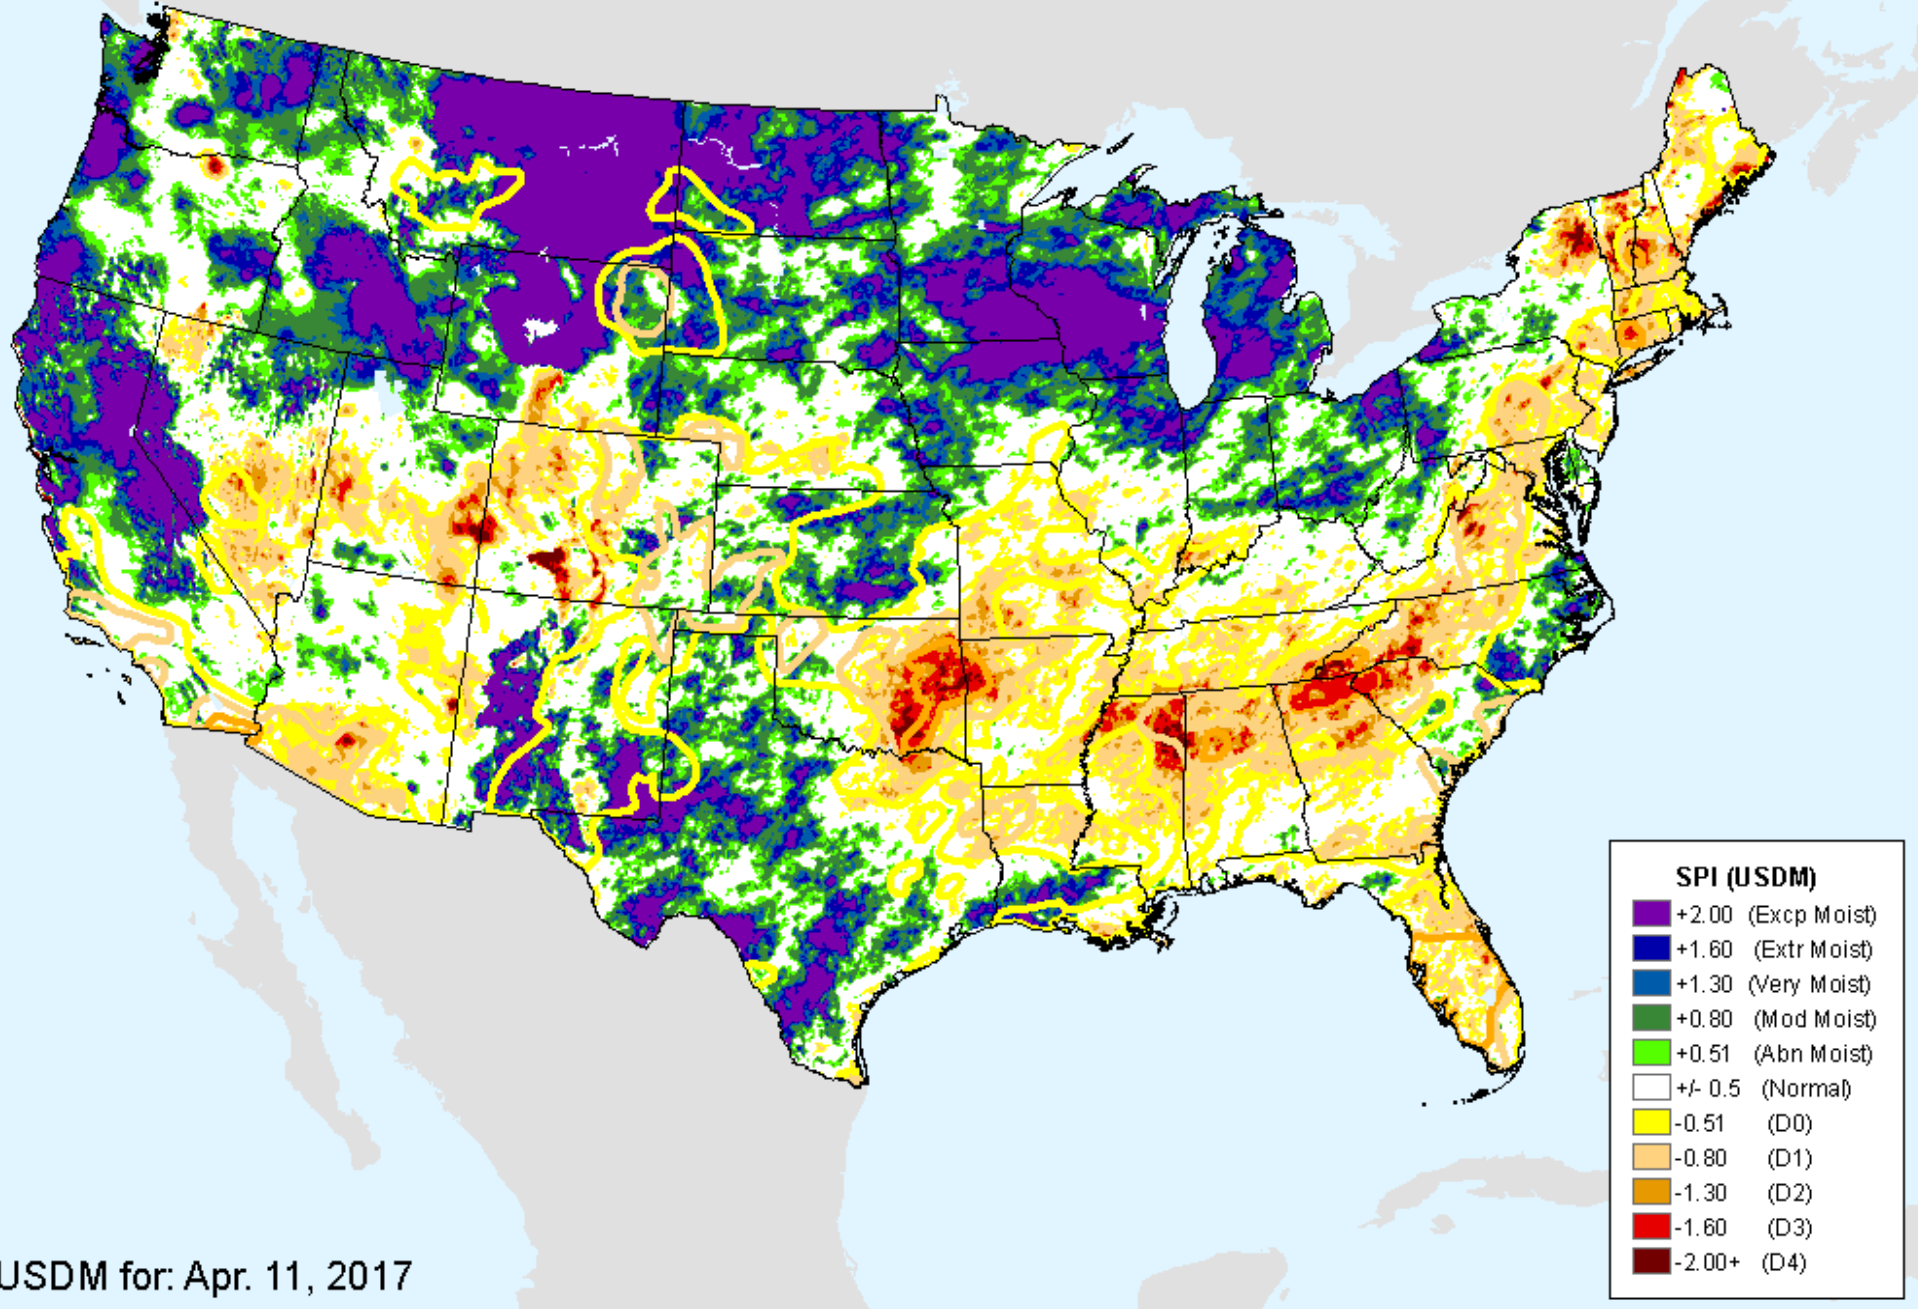 SPI (USDM)
+2.00 (Excp Moist)
+1.60 (Extr Moist)
+1.30 (Very Moist)
+0.80 (Mod Moist)
+0.51 (Abn Moist)
+/- 0.5 (Normal)
-0.51 (D0)
-0.80 (D1)
-1.30 (D2)
-1.60 (D3)
-2.00+ (D4)
USDM for: Apr. 11, 2017